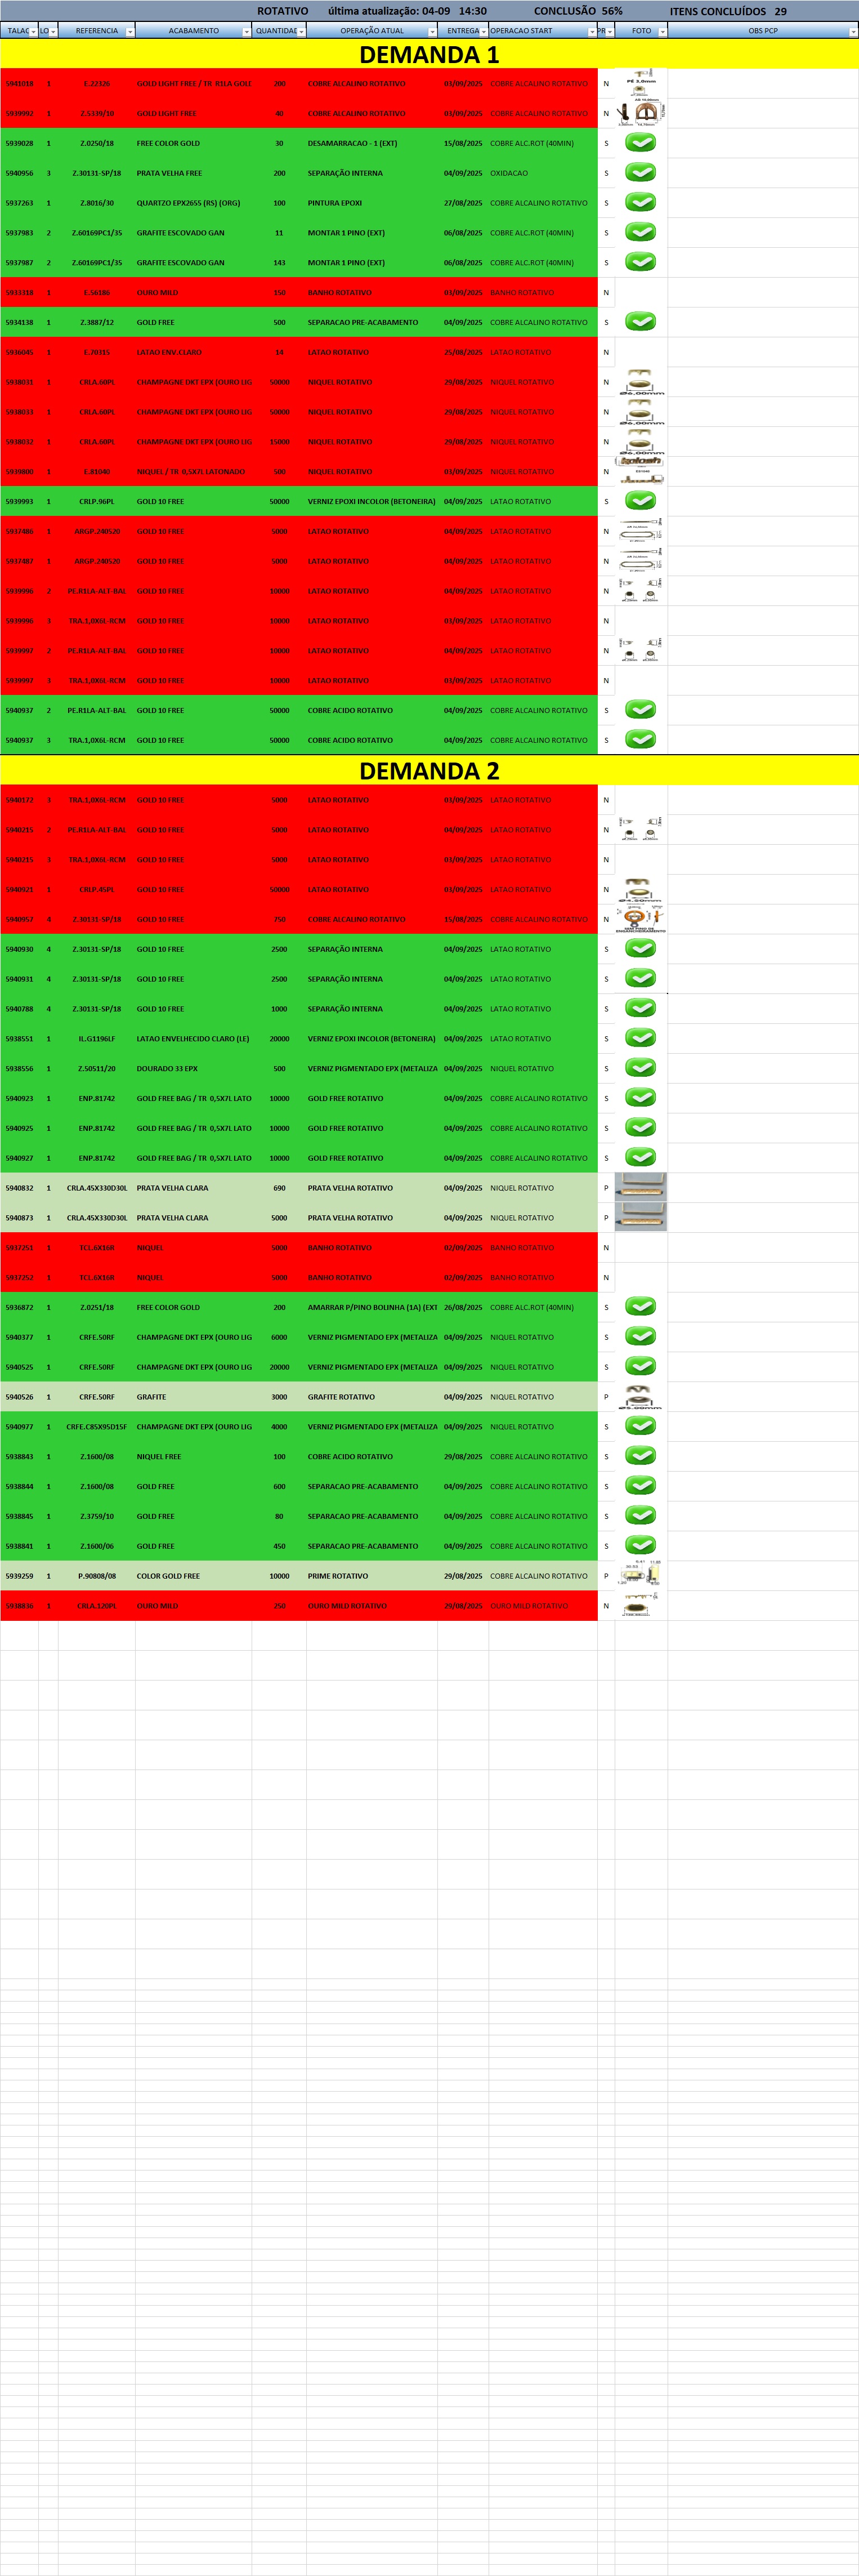 ROTATIVO última atualização: 04-09 14:30 CONCLUSÃO 56% ITENS CONCLUÍDOS 29
TALAC LO REFERENCIA ACABAMENTO QUANTIDAD OPERAÇÃO ATUAL ENTREGA OPERACAO START PR FOTO OBS PCP
DEMANDA 1
5941018 1 E.22126 GOLD LIGHT FREE / TR R1LA GOLD 200 COBRE ALCALINO ROTATIVO 03/09/2025 COBRE ALCALINO ROTATIVO N PÉ 3,0mm
5939992 1 Z.5339/10 GOLD LIGHT FREE 40 COBRE ALCALINO ROTATIVO 03/09/2025 COBRE ALCALINO ROTATIVO N
5939028 1 Z.0250/18 FREE COLOR GOLD 30 DESAMARRACAO - 1 (EXT) 15/08/2025 COBRE ALC.ROT (40MIN) S
5940956 3 Z.30131-SP/18 PRATA VELHA FREE 200 SEPARAÇÃO INTERNA 04/09/2025 OXIDACAO S
5937263 1 Z.8016/30 QUARTZO EPX2655 (RS) (ORG) 100 PINTURA EPOXI 27/08/2025 COBRE ALCALINO ROTATIVO S
5937983 2 Z.60169PC1/35 GRAFITE ESCOVADO GAN 11 MONTAR 1 PINO (EXT) 06/08/2025 COBRE ALC.ROT (40MIN) S
5937987 2 Z.60169PC1/35 GRAFITE ESCOVADO GAN 143 MONTAR 1 PINO (EXT) 06/08/2025 COBRE ALC.ROT (40MIN) S
5933318 1 E.56186 OURO MILD 150 BANHO ROTATIVO 01/09/2025 BANHO ROTATIVO N
5934138 1 Z.3887/12 GOLD FREE 500 SEPARACAO PRE-ACABAMENTO 04/09/2025 COBRE ALCALINO ROTATIVO S
5936045 1 E.70315 LATAO ENV.CLARO 14 LATAO ROTATIVO 25/08/2025 LATAO ROTATIVO N
5938031 1 CRLA.60PL CHAMPAGNE DKT EPX (OURO LIG 50000 NIQUEL ROTATIVO 29/08/2025 NIQUEL ROTATIVO N Ø6,00mm
5938033 1 CRLA.60PL CHAMPAGNE DKT EPX (OURO LIG 50000 NIQUEL ROTATIVO 29/08/2025 NIQUEL ROTATIVO N Ø6,00mm
5938032 1 CRLA.60PL CHAMPAGNE DKT EPX (OURO LIG 15000 NIQUEL ROTATIVO 29/08/2025 NIQUEL ROTATIVO N Ø6,00mm
5939800 1 E.81040 NIQUEL / TR 0,5X7L LATONADO 500 NIQUEL ROTATIVO 03/09/2025 NIQUEL ROTATIVO N
5939993 1 CRLP.96PL GOLD 10 FREE 50000 VERNIZ EPOXI INCOLOR (BETONEIRA) 04/09/2025 LATAO ROTATIVO S
5937486 1 ARGP.240520 GOLD 10 FREE 5000 LATAO ROTATIVO 04/09/2025 LATAO ROTATIVO N
5937487 1 ARGP.240520 GOLD 10 FREE 5000 LATAO ROTATIVO 04/09/2025 LATAO ROTATIVO N
5939996 2 PE.R1LA-ALT-BAL GOLD 10 FREE 10000 LATAO ROTATIVO 04/09/2025 LATAO ROTATIVO N
5939996 3 TRA.1,0X6L-RCM GOLD 10 FREE 10000 LATAO ROTATIVO 03/09/2025 LATAO ROTATIVO N
5939997 2 PE.R1LA-ALT-BAL GOLD 10 FREE 10000 LATAO ROTATIVO 04/09/2025 LATAO ROTATIVO N
5939997 3 TRA.1,0X6L-RCM GOLD 10 FREE 10000 LATAO ROTATIVO 03/09/2025 LATAO ROTATIVO N
5940937 2 PE.R1LA-ALT-BAL GOLD 10 FREE 50000 COBRE ACIDO ROTATIVO 04/09/2025 COBRE ALCALINO ROTATIVO S
5940937 3 TRA.1,0X6L-RCM GOLD 10 FREE 50000 COBRE ACIDO ROTATIVO 04/09/2025 COBRE ALCALINO ROTATIVO S
DEMANDA 2
5940172 3 TRA.1,0X6L-RCM GOLD 10 FREE 5000 LATAO ROTATIVO 03/09/2025 LATAO ROTATIVO N
5940215 2 PE.R1LA-ALT-BAL GOLD 10 FREE 5000 LATAO ROTATIVO 04/09/2025 LATAO ROTATIVO N
5940215 3 TRA.1,0X6L-RCM GOLD 10 FREE 5000 LATAO ROTATIVO 03/09/2025 LATAO ROTATIVO N
5940921 1 CRLP.45PL GOLD 10 FREE 50000 LATAO ROTATIVO 03/09/2025 LATAO ROTATIVO N Ø4,50mm
5940957 4 Z.30131-SP/18 GOLD 10 FREE 750 COBRE ALCALINO ROTATIVO 15/08/2025 COBRE ALCALINO ROTATIVO N
5940930 4 Z.30131-SP/18 GOLD 10 FREE 2500 SEPARAÇÃO INTERNA 04/09/2025 LATAO ROTATIVO S
5940931 4 Z.30131-SP/18 GOLD 10 FREE 2500 SEPARAÇÃO INTERNA 04/09/2025 LATAO ROTATIVO S
5940788 4 Z.30131-SP/18 GOLD 10 FREE 1000 SEPARAÇÃO INTERNA 04/09/2025 LATAO ROTATIVO S
5938551 1 IL.G1196LF LATAO ENVELHECIDO CLARO (LE) 20000 VERNIZ EPOXI INCOLOR (BETONEIRA) 04/09/2025 LATAO ROTATIVO S
5938556 1 Z.50511/20 DOURADO 33 EPX 500 VERNIZ PIGMENTADO EPX (METALIZA 04/09/2025 NIQUEL ROTATIVO S
5940923 1 ENP.81742 GOLD FREE BAG / TR 0,5X7L LATO 10000 GOLD FREE ROTATIVO 04/09/2025 COBRE ALCALINO ROTATIVO S
5940925 1 ENP.81742 GOLD FREE BAG / TR 0,5X7L LATO 10000 GOLD FREE ROTATIVO 04/09/2025 COBRE ALCALINO ROTATIVO S
5940927 1 ENP.81742 GOLD FREE BAG / TR 0,5X7L LATO 10000 GOLD FREE ROTATIVO 04/09/2025 COBRE ALCALINO ROTATIVO S
5940832 1 CRLA.45X330D30L PRATA VELHA CLARA 690 PRATA VELHA ROTATIVO 04/09/2025 NIQUEL ROTATIVO P
5940873 1 CRLA.45X330D30L PRATA VELHA CLARA 5000 PRATA VELHA ROTATIVO 04/09/2025 NIQUEL ROTATIVO P
5937251 1 TCL.6X16R NIQUEL 5000 BANHO ROTATIVO 02/09/2025 BANHO ROTATIVO N
5937252 1 TCL.6X16R NIQUEL 5000 BANHO ROTATIVO 02/09/2025 BANHO ROTATIVO N
5936872 1 Z.0251/18 FREE COLOR GOLD 200 AMARRAR P/PINO BOLINHA (1A) (EXT 26/08/2025 COBRE ALC.ROT (40MIN) S
5940377 1 CRFE.50RF CHAMPAGNE DKT EPX (OURO LIG 6000 VERNIZ PIGMENTADO EPX (METALIZA 04/09/2025 NIQUEL ROTATIVO S
5940525 1 CRFE.50RF CHAMPAGNE DKT EPX (OURO LIG 20000 VERNIZ PIGMENTADO EPX (METALIZA 04/09/2025 NIQUEL ROTATIVO S
5940526 1 CRFE.50RF GRAFITE 3000 GRAFITE ROTATIVO 04/09/2025 NIQUEL ROTATIVO P
5940977 1 CRFE.C85X95D15F CHAMPAGNE DKT EPX (OURO LIG 4000 VERNIZ PIGMENTADO EPX (METALIZA 04/09/2025 NIQUEL ROTATIVO S
5938843 1 Z.1600/08 NIQUEL FREE 100 COBRE ACIDO ROTATIVO 29/08/2025 COBRE ALCALINO ROTATIVO S
5938844 1 Z.1600/08 GOLD FREE 600 SEPARACAO PRE-ACABAMENTO 04/09/2025 COBRE ALCALINO ROTATIVO S
5938845 1 Z.3759/10 GOLD FREE 80 SEPARACAO PRE-ACABAMENTO 04/09/2025 COBRE ALCALINO ROTATIVO S
5938841 1 Z.1600/06 GOLD FREE 450 SEPARACAO PRE-ACABAMENTO 04/09/2025 COBRE ALCALINO ROTATIVO S
5939259 1 P.90808/08 COLOR GOLD FREE 10000 PRIME ROTATIVO 29/08/2025 COBRE ALCALINO ROTATIVO P
5938836 1 CRLA.120PL OURO MILD 250 OURO MILD ROTATIVO 29/08/2025 OURO MILD ROTATIVO N